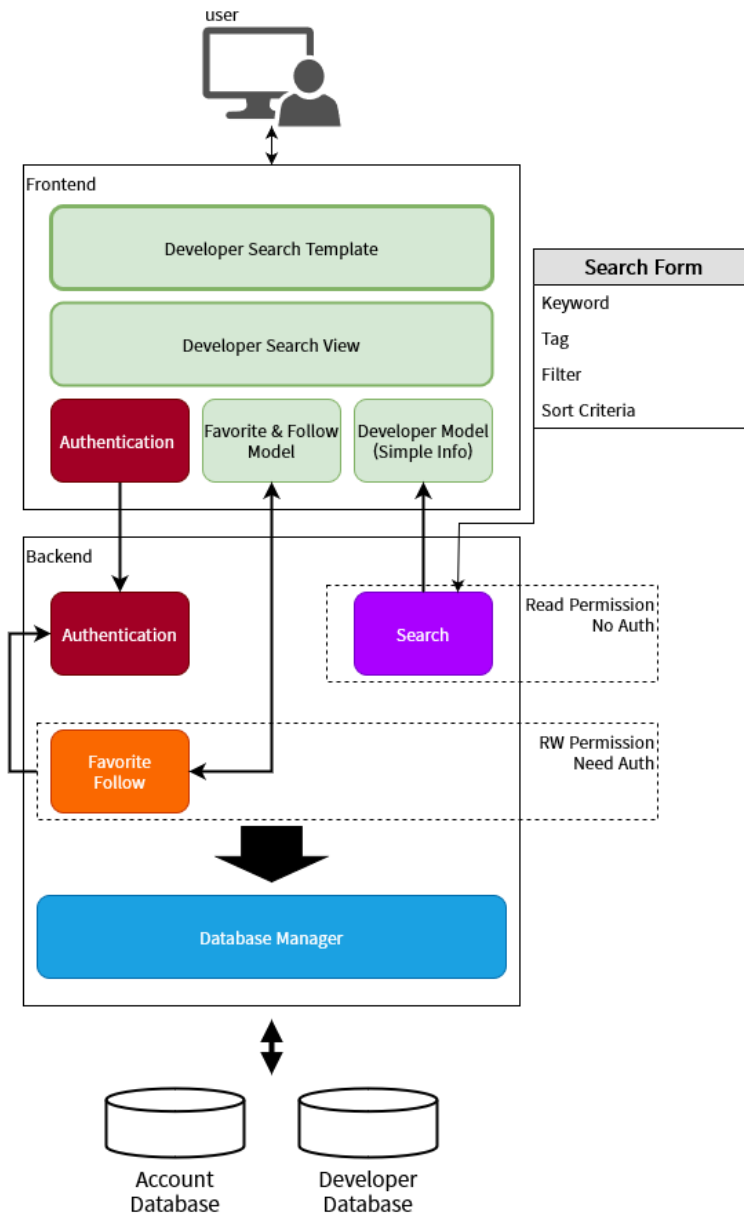 user
Frontend
Developer Search Template
Developer Search View
Authentication
Favorite & Follow
Model
Developer Model
(Simple Info)
Search Form
Keyword
Tag
Filter
Sort Criteria
Backend
Authentication
Search
Read Permission
No Auth
Favorite
Follow
RW Permission
Need Auth
Database Manager
Account
Database
Developer
Database